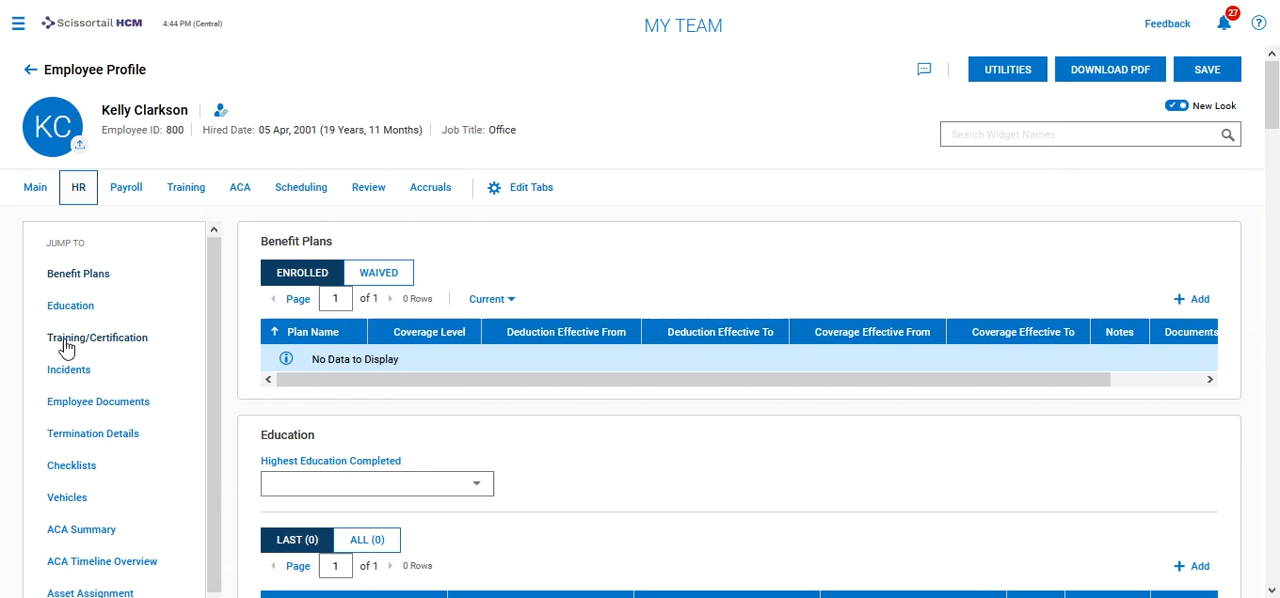 Scissortail HCM 4:44 PM (Central) MY TEAM Feedback 27
Employee Profile UTILITIES DOWNLOAD PDF SAVE
KC Kelly Clarkson New Look
Employee ID: 800 Hired Date: 05 Apr, 2001 (19 Years, 11 Months) Job Title: Office Search Widget Names
Main HR Payroll Training ACA Scheduling Review Accruals Edit Tabs
JUMP TO
Benefit Plans
Education
Training/Certification
Incidents
Employee Documents
Termination Details
Checklists
Vehicles
ACA Summary
ACA Timeline Overview
Asset Assignment
Benefit Plans
ENROLLED WAIVED
Page 1 of 1 0 Rows Current + Add
Plan Name Coverage Level Deduction Effective From Deduction Effective To Coverage Effective From Coverage Effective To Notes Documents
No Data to Display
Education
Highest Education Completed
LAST (0) ALL (0)
Page 1 of 1 0 Rows + Add